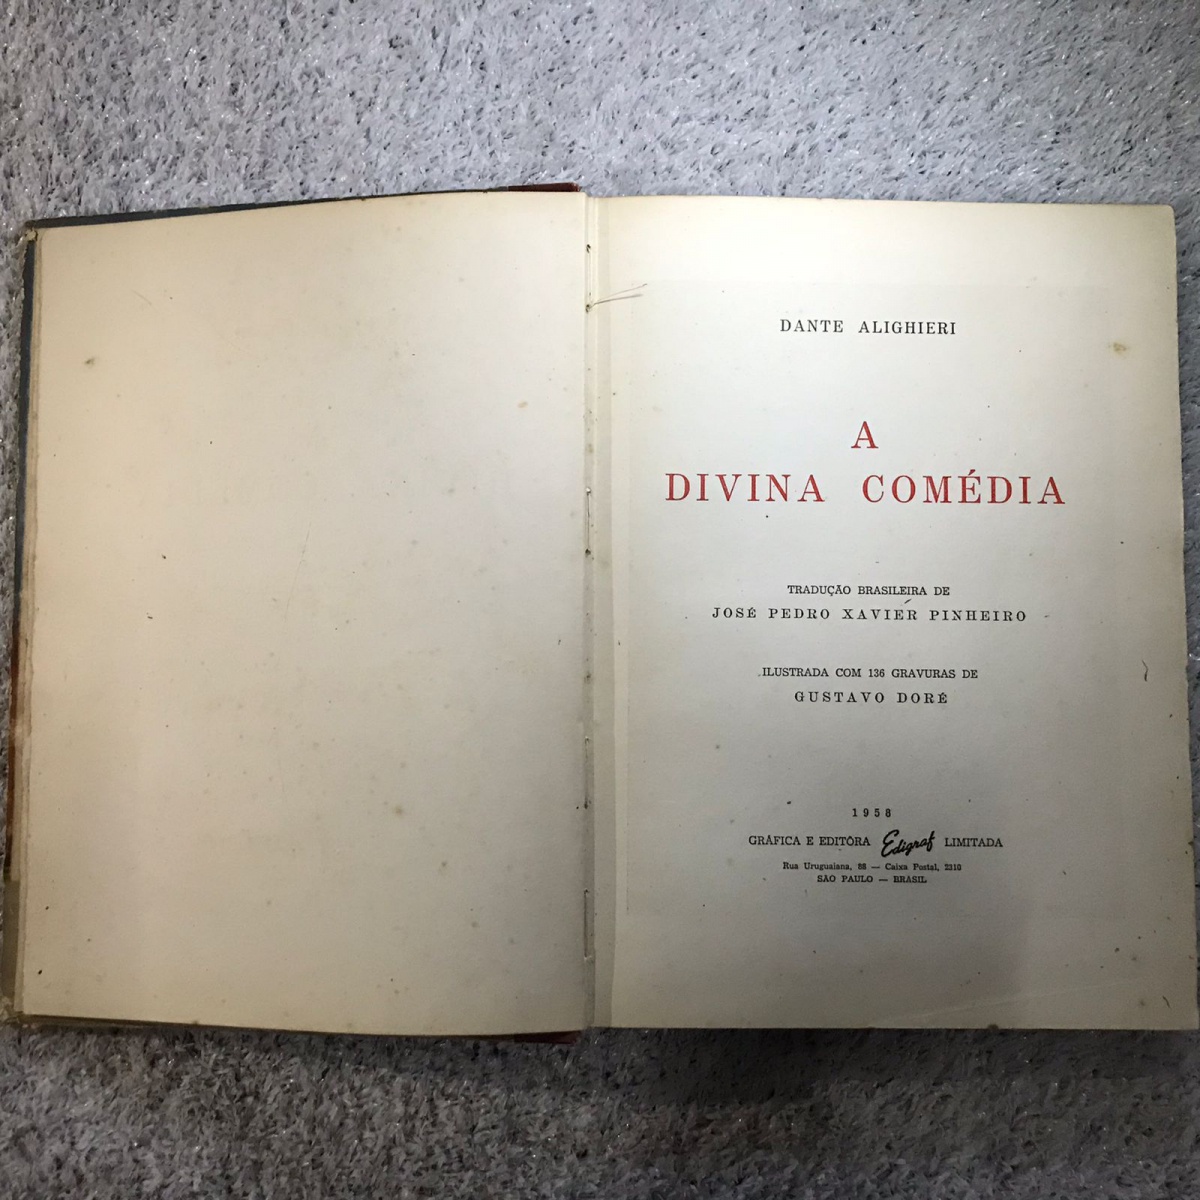 DANTE ALIGHIERI
A
DIVINA COMÉDIA
TRADUÇÃO BRASILEIRA DE
JOSÉ PEDRO XAVIER PINHEIRO
ILUSTRADA COM 136 GRAVURAS DE
GUSTAVO DORÉ
1958
GRÁFICA E EDITÔRA Edigraf LIMITADA
Rua Uruguaiana, 88 — Caixa Postal, 2310
SÃO PAULO — BRASIL